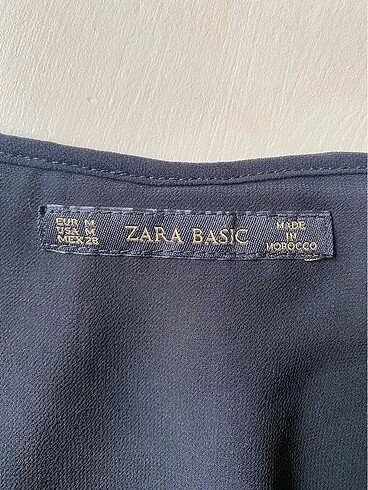 EUR M
USA M
MEX 28
ZARA BASIC
MADE
IN
MOROCCO